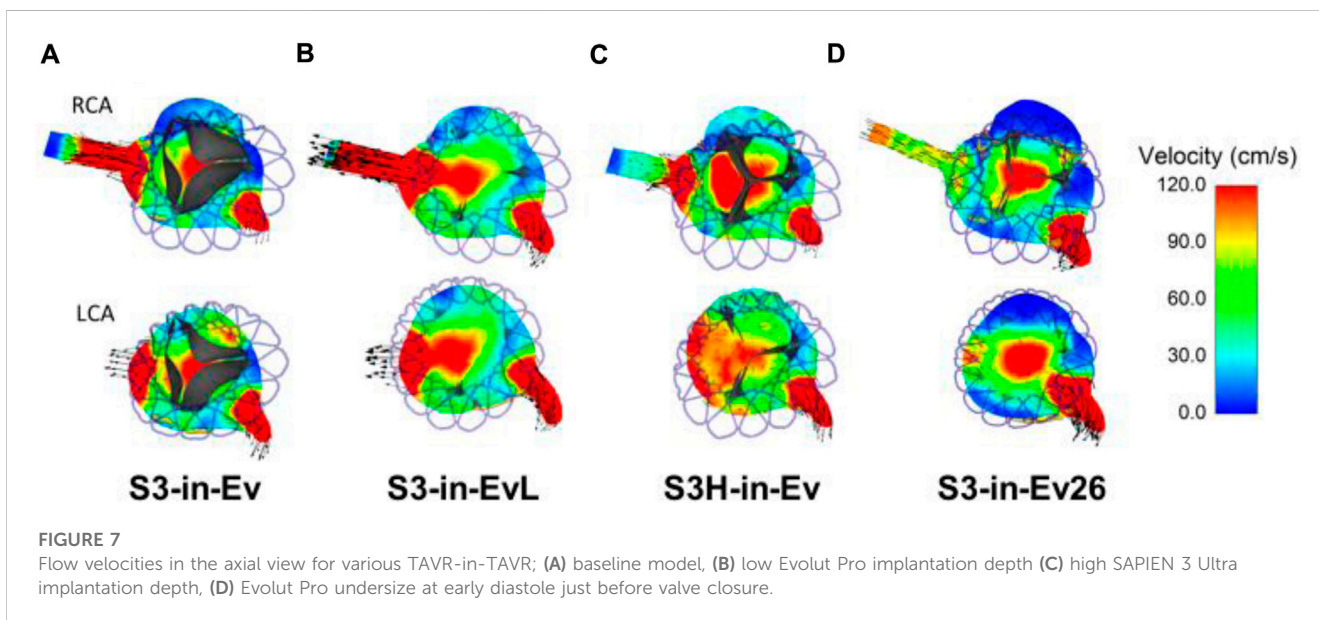 A
B
C
D
RCA
Velocity (cm/s)
120.0
90.0
60.0
30.0
0.0
LCA
S3-in-Ev
S3-in-EvL
S3H-in-Ev
S3-in-Ev26
FIGURE 7
Flow velocities in the axial view for various TAVR-in-TAVR; (A) baseline model, (B) low Evolut Pro implantation depth (C) high SAPIEN 3 Ultra
implantation depth, (D) Evolut Pro undersize at early diastole just before valve closure.